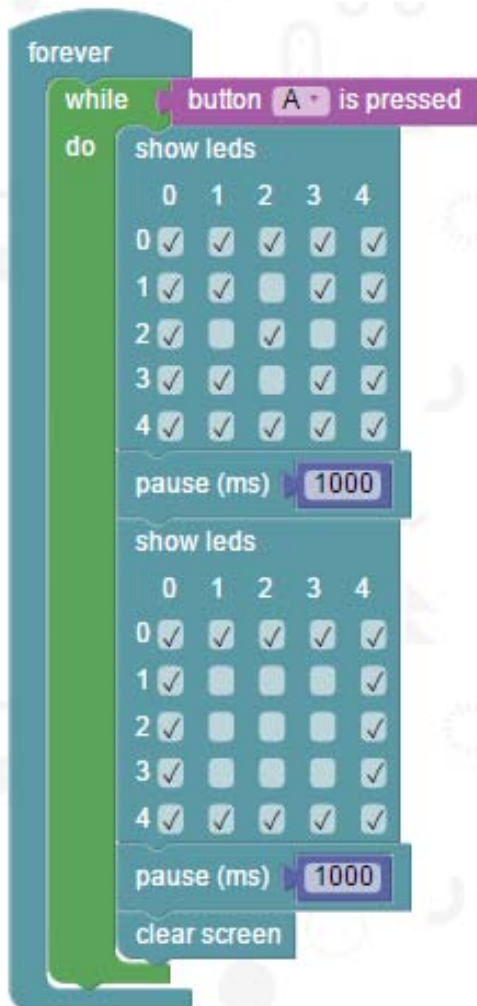 forever
while button A is pressed
do show leds
0 1 2 3 4
0
1
2
3
4
pause (ms) 1000
show leds
0 1 2 3 4
0
1
2
3
4
pause (ms) 1000
clear screen